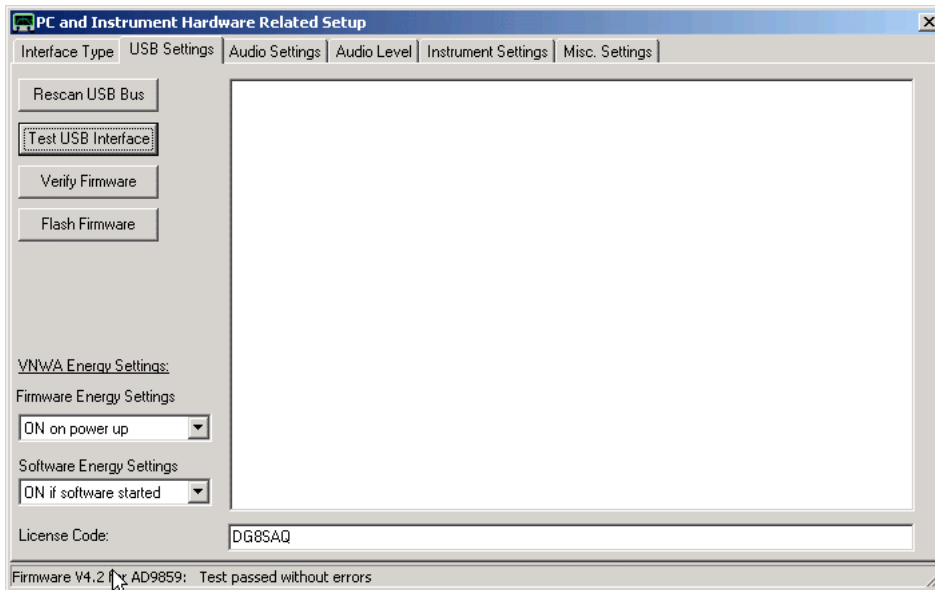 PC and Instrument Hardware Related Setup
Interface Type USB Settings Audio Settings Audio Level Instrument Settings Misc. Settings
Rescan USB Bus
Test USB Interface
Verify Firmware
Flash Firmware
VNWA Energy Settings:
Firmware Energy Settings
ON on power up
Software Energy Settings
ON if software started
License Code: DG8SAQ
Firmware V4.2 AD9859: Test passed without errors